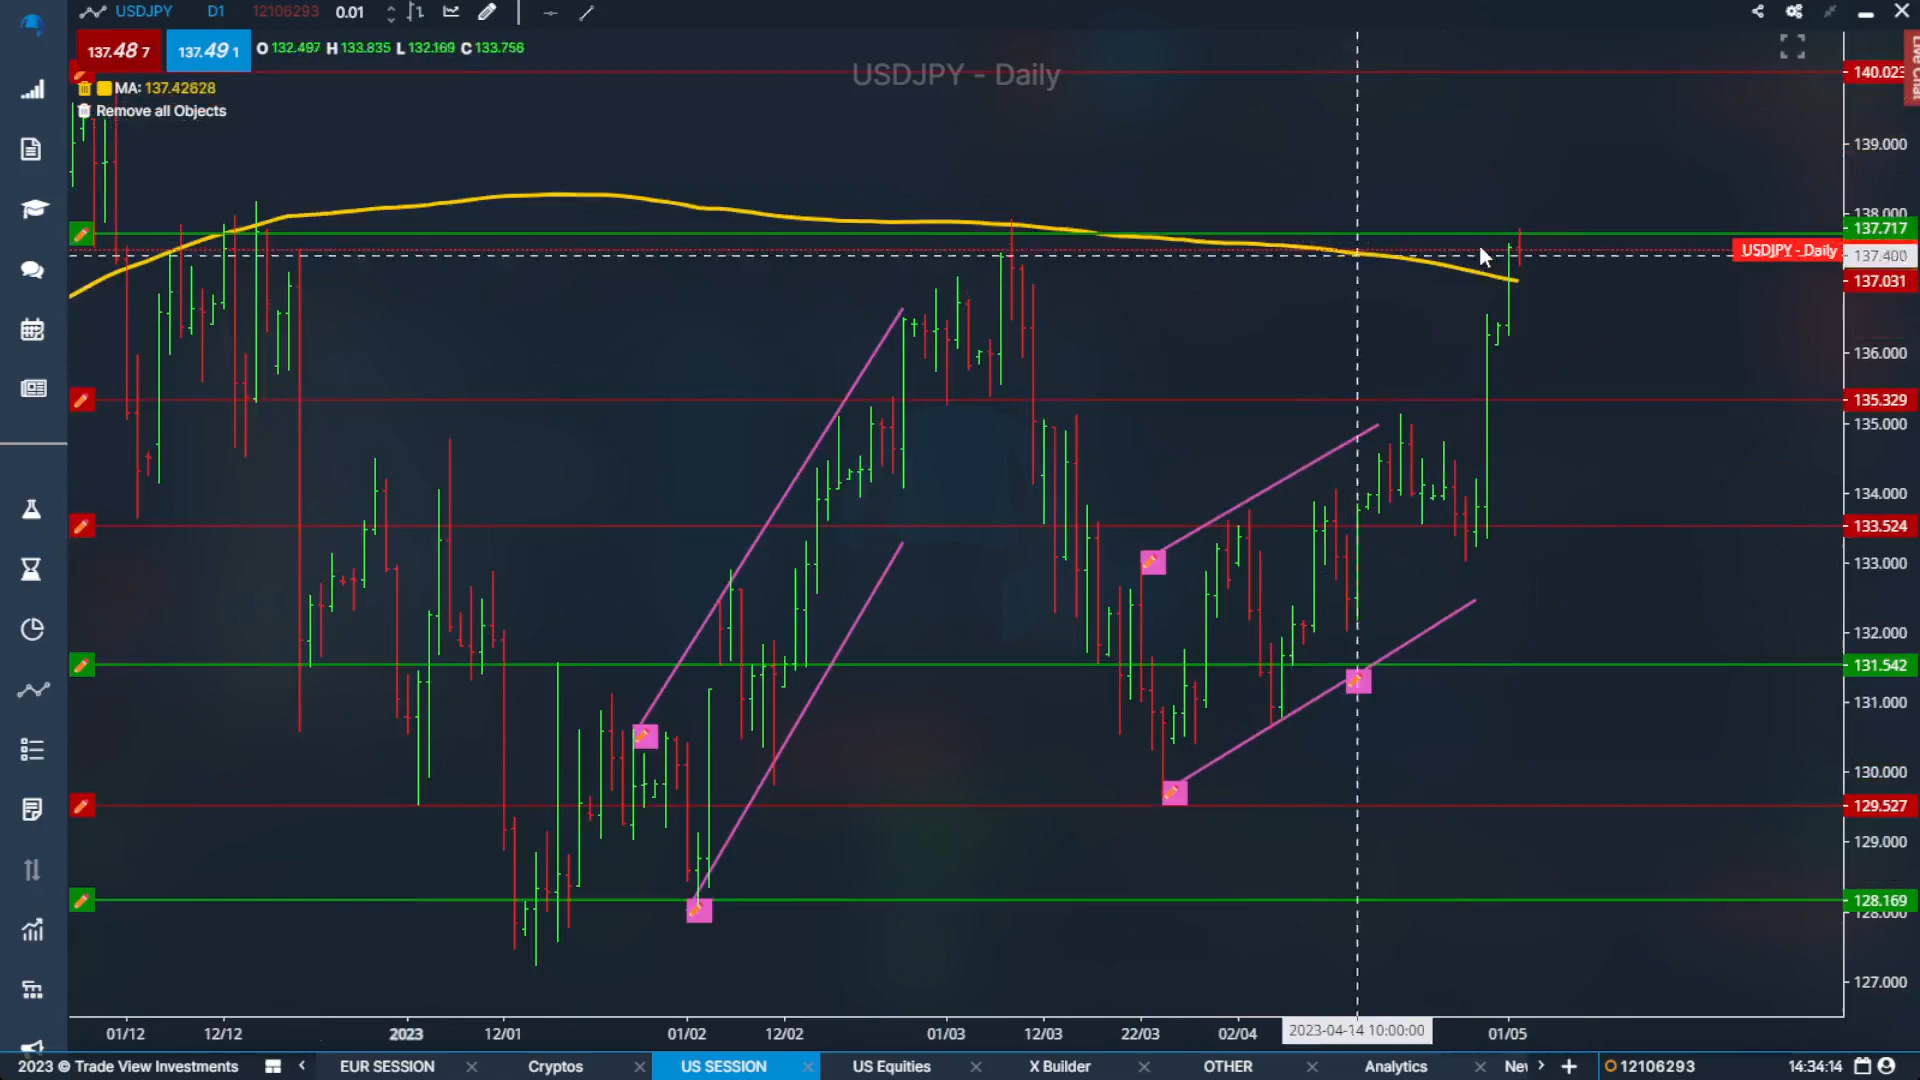 USDJPY D1 12106293 0.01
137.48 7 137.49 1 O 132.497 H 133.835 L 132.169 C 133.756
USDJPY - Daily
MA: 137.42628
Remove all Objects
Live Chat
140.023
139.000
138.000
137.717
USDJPY - Daily
137.400
137.031
136.000
135.329
135.000
134.000
133.524
133.000
132.000
131.542
131.000
130.000
129.527
129.000
128.169
128.000
127.000
01/12 12/12 2023 12/01 01/02 12/02 01/03 12/03 22/03 02/04 2023-04-14 10:00:00 01/05
2023 © Trade View Investments EUR SESSION Cryptos US SESSION US Equities X Builder OTHER Analytics Nev 12106293 14:34:14